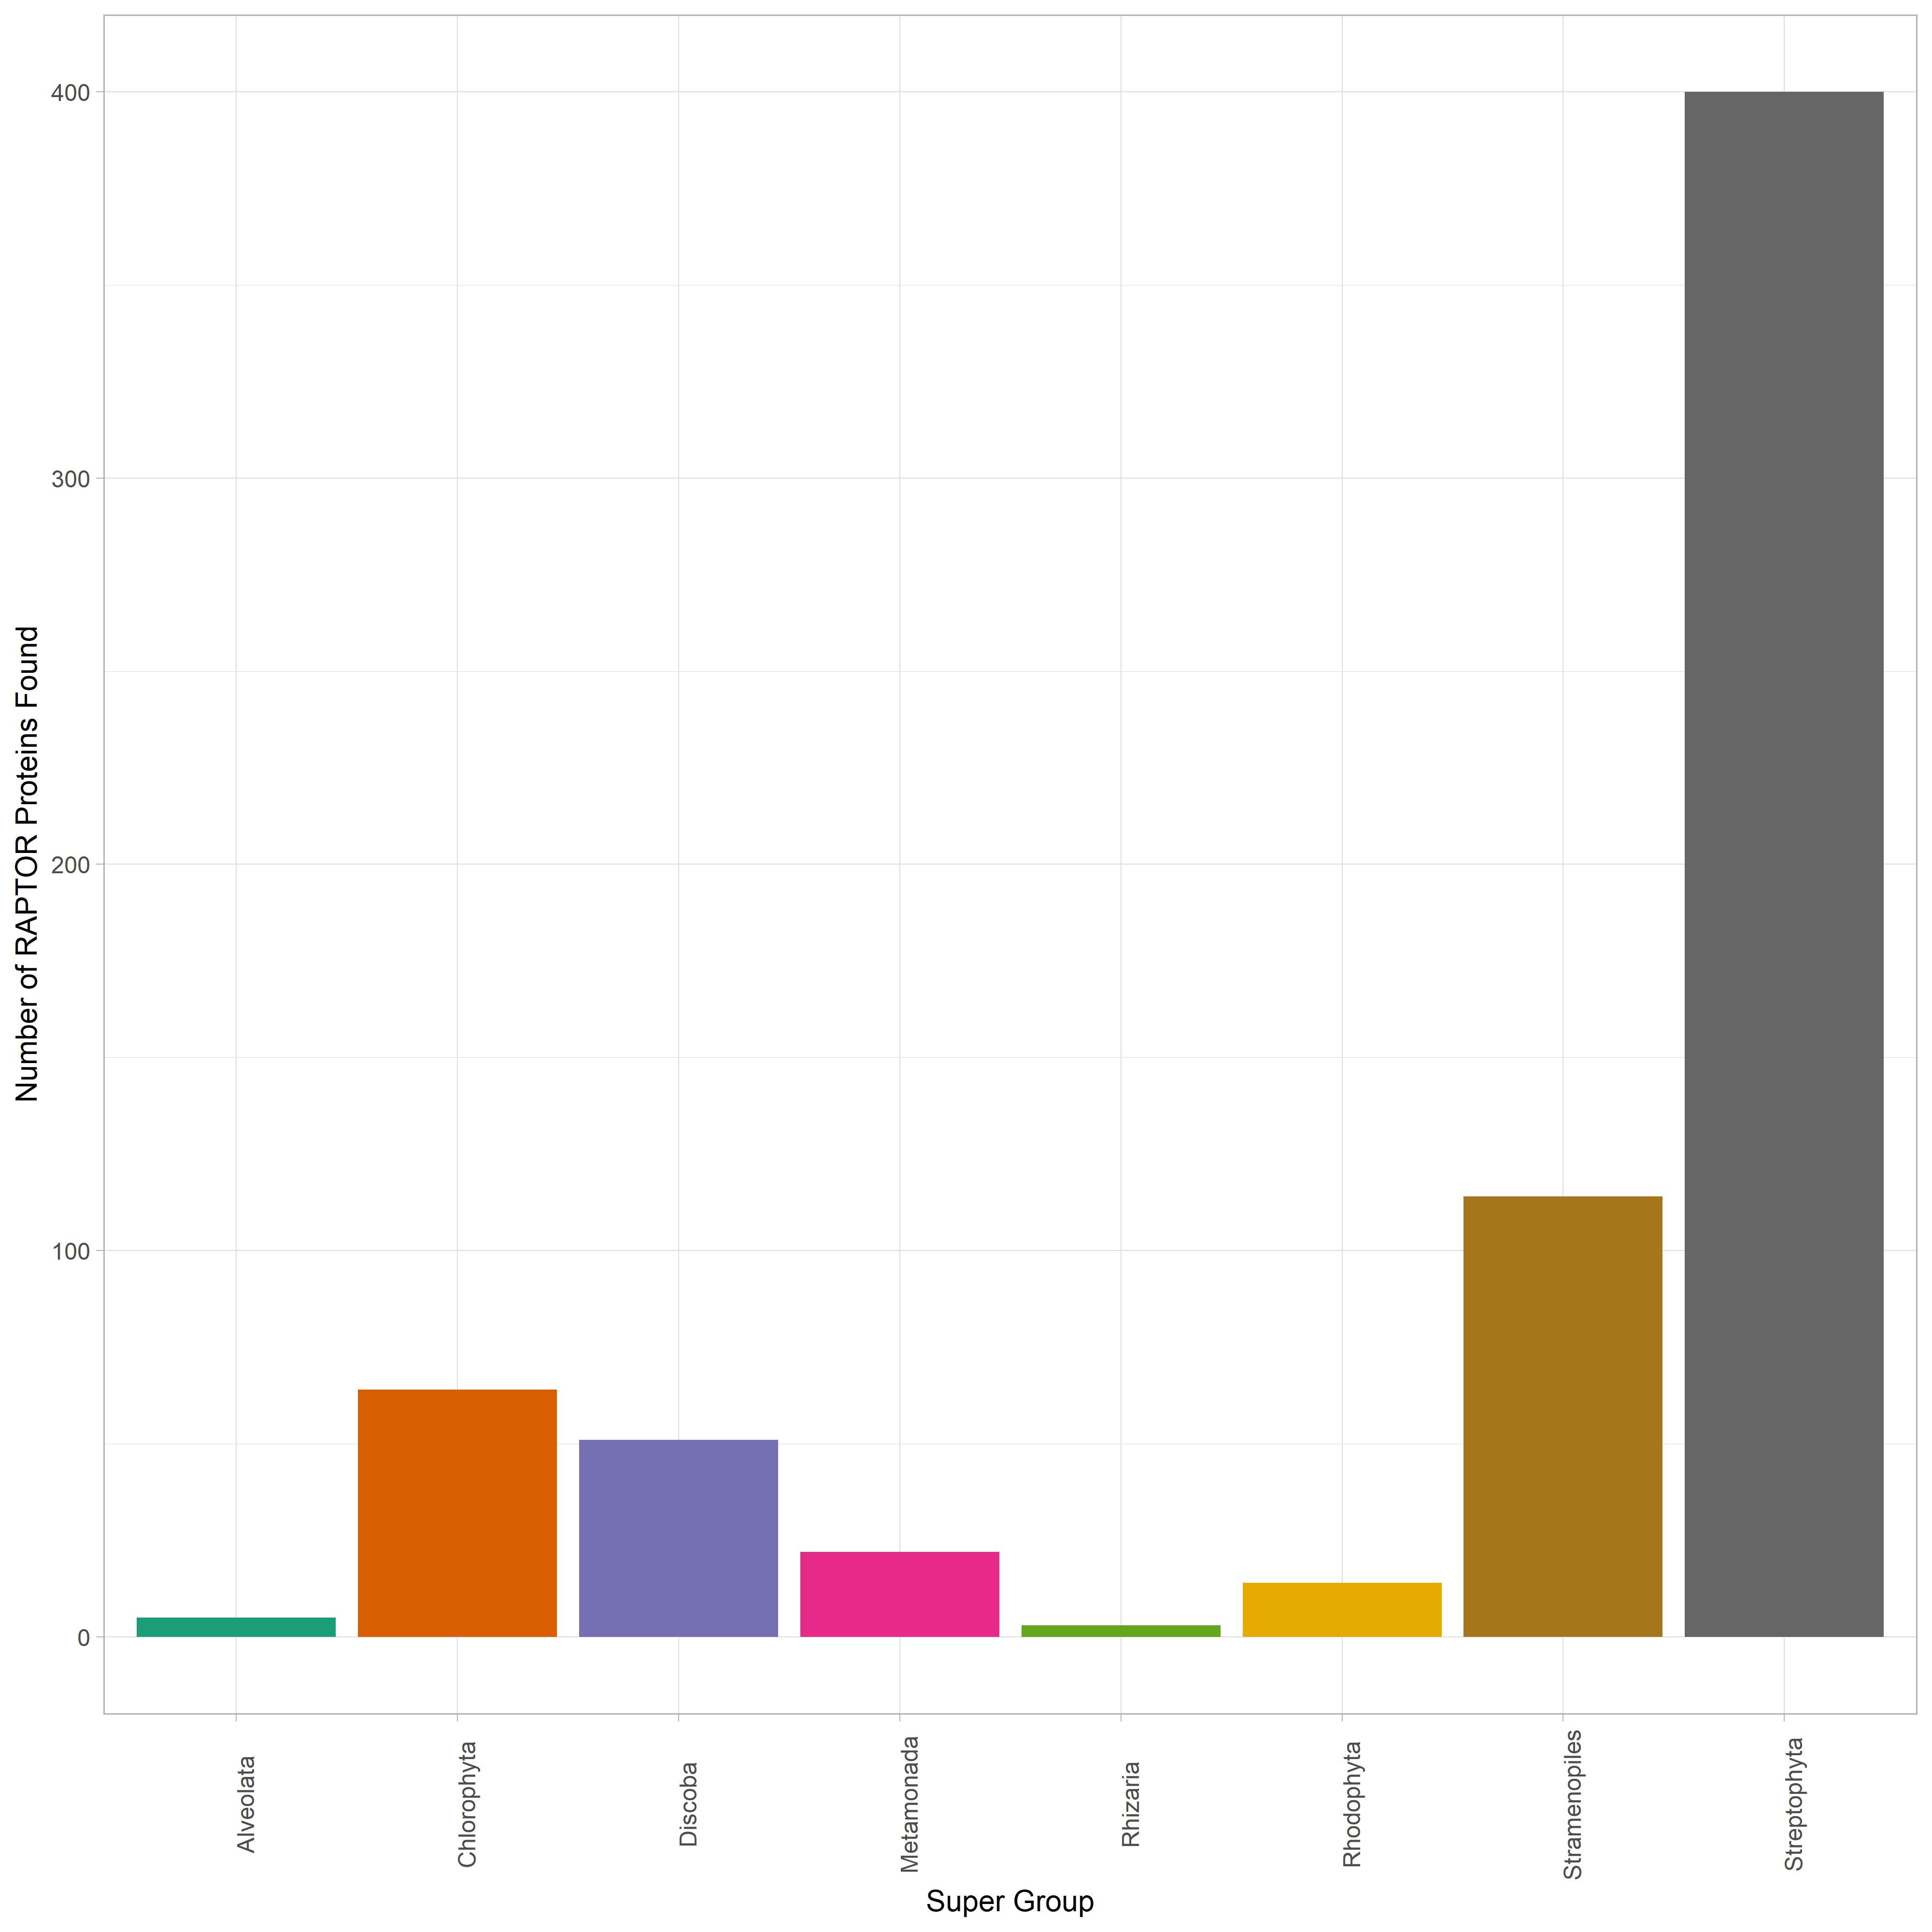 Number of RAPTOR Proteins Found
400
300
200
100
0
Alveolata
Chlorophyta
Discoba
Metamonada
Rhizaria
Rhodophyta
Stramenopiles
Streptophyta
Super Group